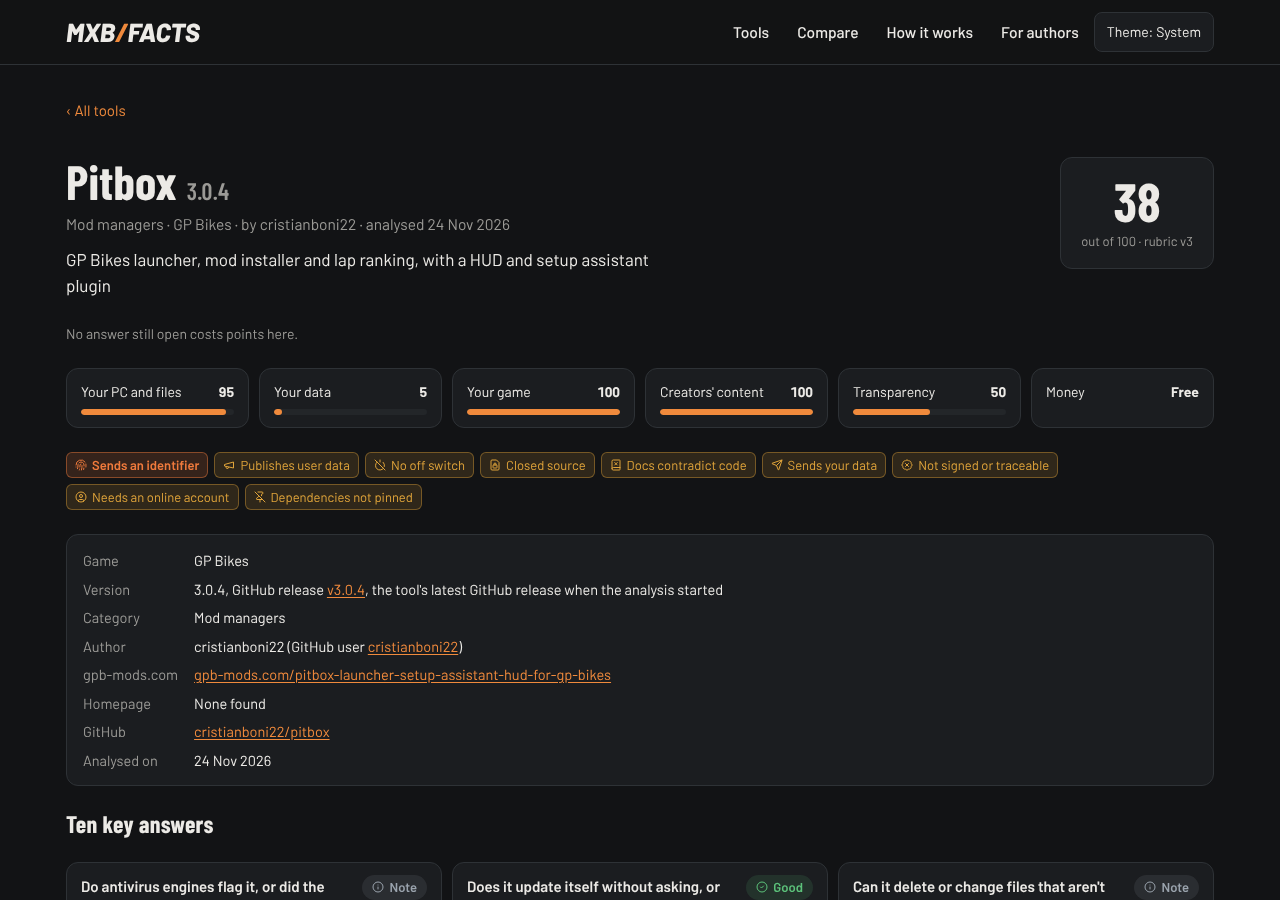 MXB/FACTS
Tools
Compare
How it works
For authors
Theme: System
‹ All tools
Pitbox 3.0.4
Mod managers · GP Bikes · by cristianboni22 · analysed 24 Nov 2026
GP Bikes launcher, mod installer and lap ranking, with a HUD and setup assistant
plugin
38
out of 100 · rubric v3
No answer still open costs points here.
Your PC and files 95
Your data 5
Your game 100
Creators' content 100
Transparency 50
Money Free
Sends an identifier
Publishes user data
No off switch
Closed source
Docs contradict code
Sends your data
Not signed or traceable
Needs an online account
Dependencies not pinned
Game GP Bikes
Version 3.0.4, GitHub release v3.0.4, the tool's latest GitHub release when the analysis started
Category Mod managers
Author cristianboni22 (GitHub user cristianboni22)
gpb-mods.com gpb-mods.com/pitbox-launcher-setup-assistant-hud-for-gp-bikes
Homepage None found
GitHub cristianboni22/pitbox
Analysed on 24 Nov 2026
Ten key answers
Do antivirus engines flag it, or did the Note
Does it update itself without asking, or Good
Can it delete or change files that aren't Note